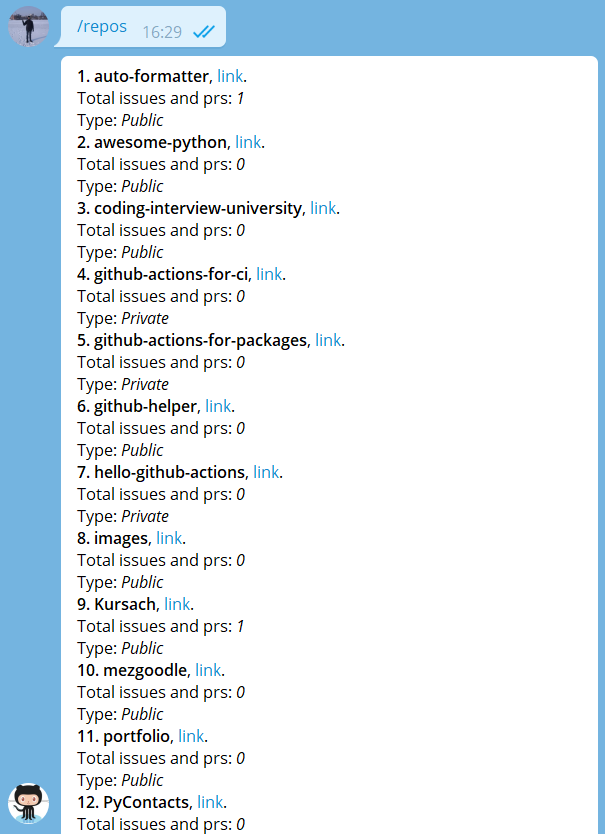 /repos 16:29
1. auto-formatter, link.
Total issues and prs: 1
Type: Public
2. awesome-python, link.
Total issues and prs: 0
Type: Public
3. coding-interview-university, link.
Total issues and prs: 0
Type: Public
4. github-actions-for-ci, link.
Total issues and prs: 0
Type: Private
5. github-actions-for-packages, link.
Total issues and prs: 0
Type: Private
6. github-helper, link.
Total issues and prs: 0
Type: Public
7. hello-github-actions, link.
Total issues and prs: 0
Type: Private
8. images, link.
Total issues and prs: 0
Type: Public
9. Kursach, link.
Total issues and prs: 1
Type: Public
10. mezgoodle, link.
Total issues and prs: 0
Type: Public
11. portfolio, link.
Total issues and prs: 0
Type: Public
12. PyContacts, link.
Total issues and prs: 0